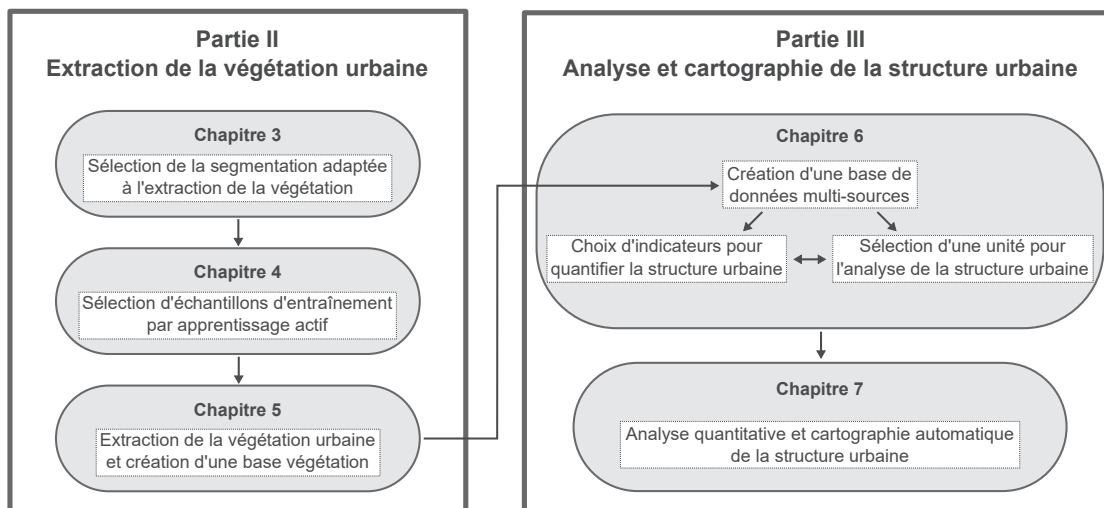 Partie II
Extraction de la végétation urbaine
Chapitre 3
Sélection de la segmentation adaptée
à l'extraction de la végétation
Chapitre 4
Sélection d'échantillons d'entraînement
par apprentissage actif
Chapitre 5
Extraction de la végétation urbaine
et création d'une base végétation
Partie III
Analyse et cartographie de la structure urbaine
Chapitre 6
Création d'une base de
données multi-sources
Choix d'indicateurs pour
quantifier la structure urbaine
Sélection d'une unité pour
l'analyse de la structure urbaine
Chapitre 7
Analyse quantitative et cartographie automatique
de la structure urbaine